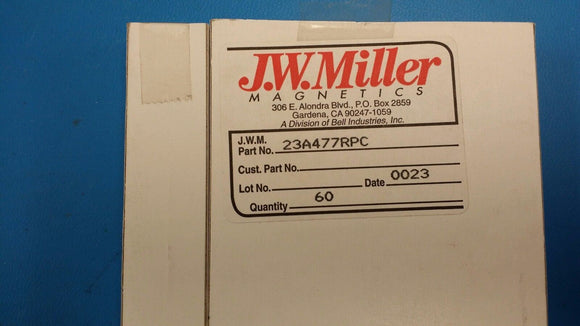 J.W.Miller
MAGNETICS
306 E. Alondra Blvd., P.O. Box 2859
Gardena, CA 90247-1059
A Division of Bell Industries, Inc.
J.W.M.
Part No. 23A477RPC
Cust. Part No.
Lot No. Date 0023
Quantity 60